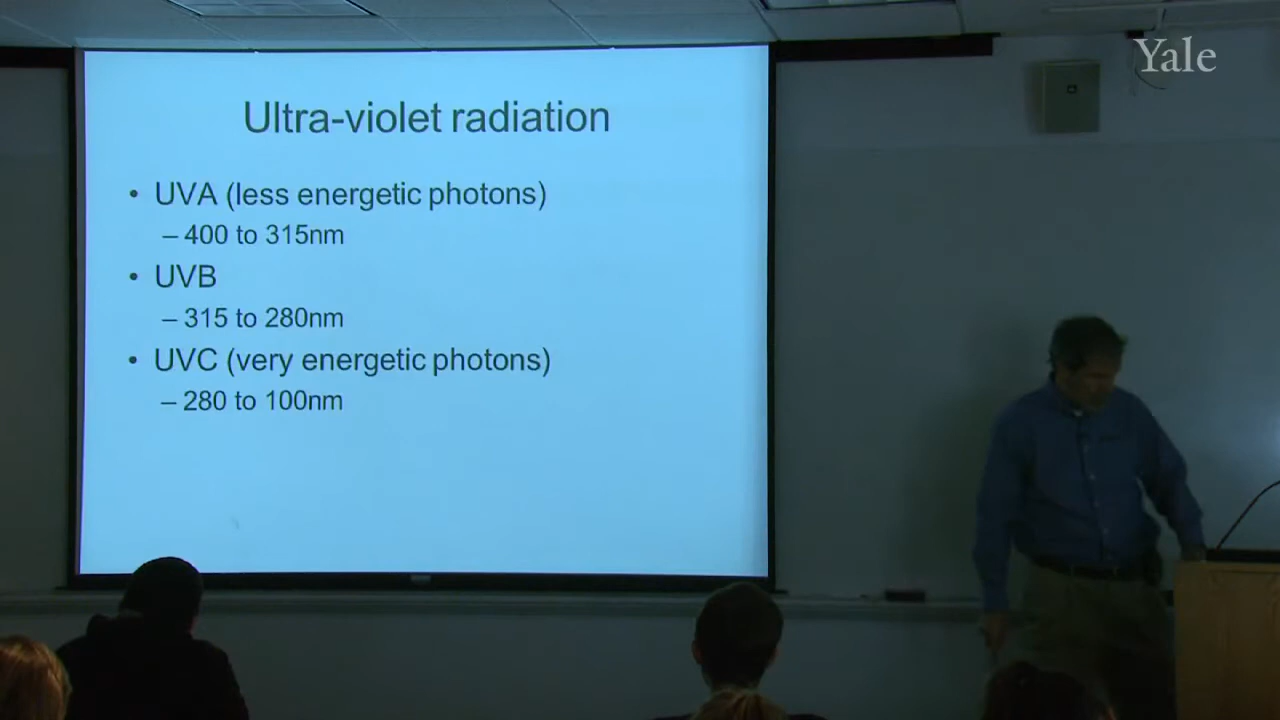 Yale
Ultra-violet radiation
• UVA (less energetic photons)
– 400 to 315nm
• UVB
– 315 to 280nm
• UVC (very energetic photons)
– 280 to 100nm